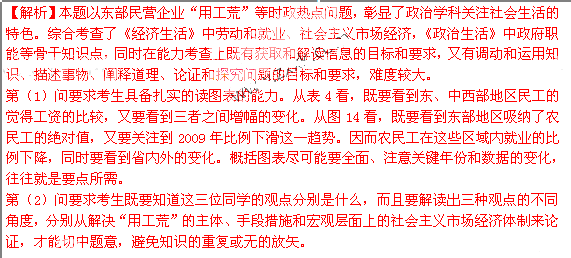 【解析】本题以东部民营企业“用工荒”等时政热点问题，彰显了政治学科关注社会生活的
特色。综合考查了《经济生活》中劳动和就业、社会主义市场经济，《政治生活》中政府职
能等骨干知识点，同时在能力考查上既有获取和解读信息的目标和要求，又有调动和运用知
识、描述事物、阐释道理、论证和探究问题的目标和要求，难度较大。
第（1）问要求考生具备扎实的读图表的能力。从表 4 看，既要看到东、中西部地区民工的
觉得工资的比较，又要看到三者之间增幅的变化。从图 14 看，既要看到东部地区吸纳了农
民工的绝对值，又要关注到 2009 年比例下滑这一趋势。因而农民工在这些区域内就业的比
例下降，同时要看到省内外的变化。概括图表尽可能要全面、注意关键年份和数据的变化，
往往就是要点所需。
第（2）问要求考生既要知道这三位同学的观点分别是什么，而且要解读出三种观点的不同
角度，分别从解决“用工荒”的主体、手段措施和宏观层面上的社会主义市场经济体制来论
证，才能切中题意，避免知识的重复或无的放矢。